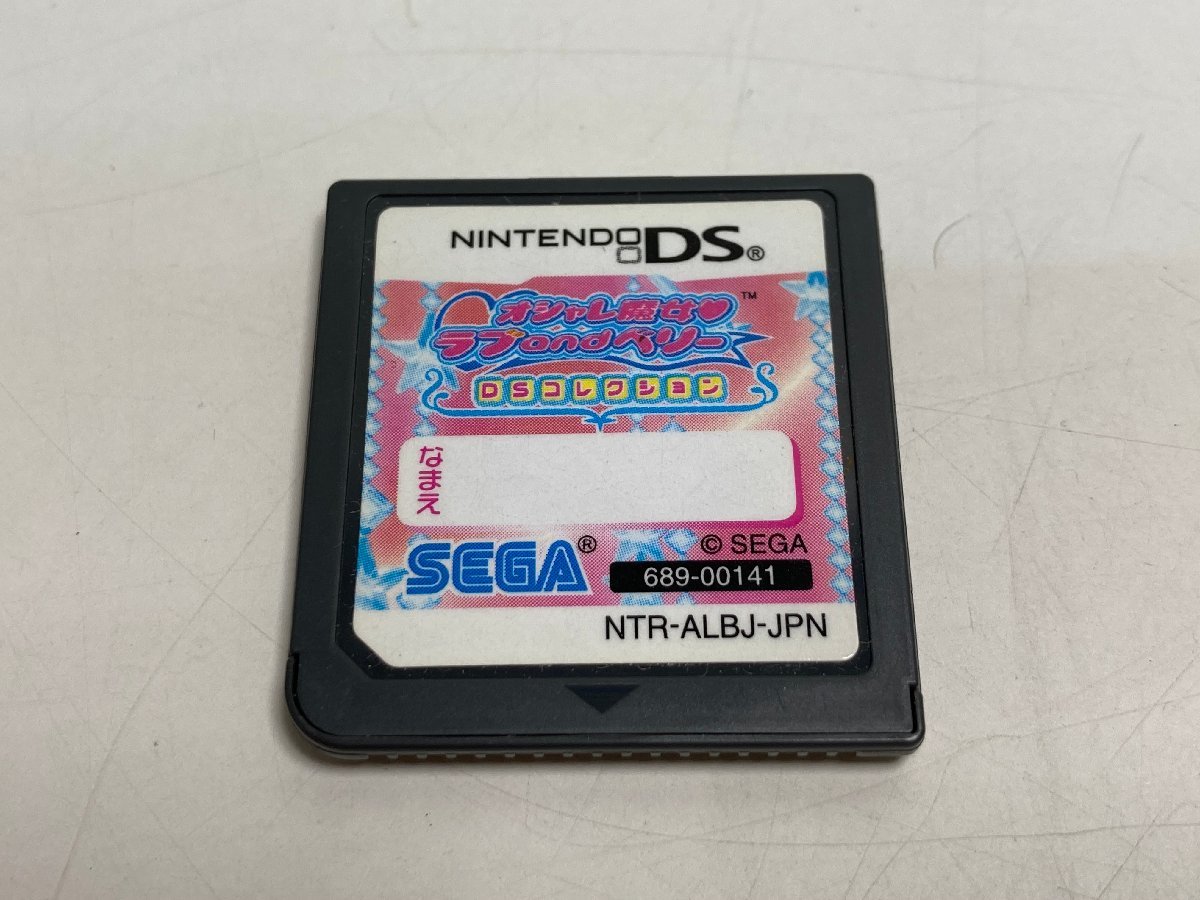 NINTENDO DS®
オシャレ魔女♥™
ラブandベリー
DSコレクション
なまえ
SEGA®
© SEGA
689-00141
NTR-ALBJ-JPN